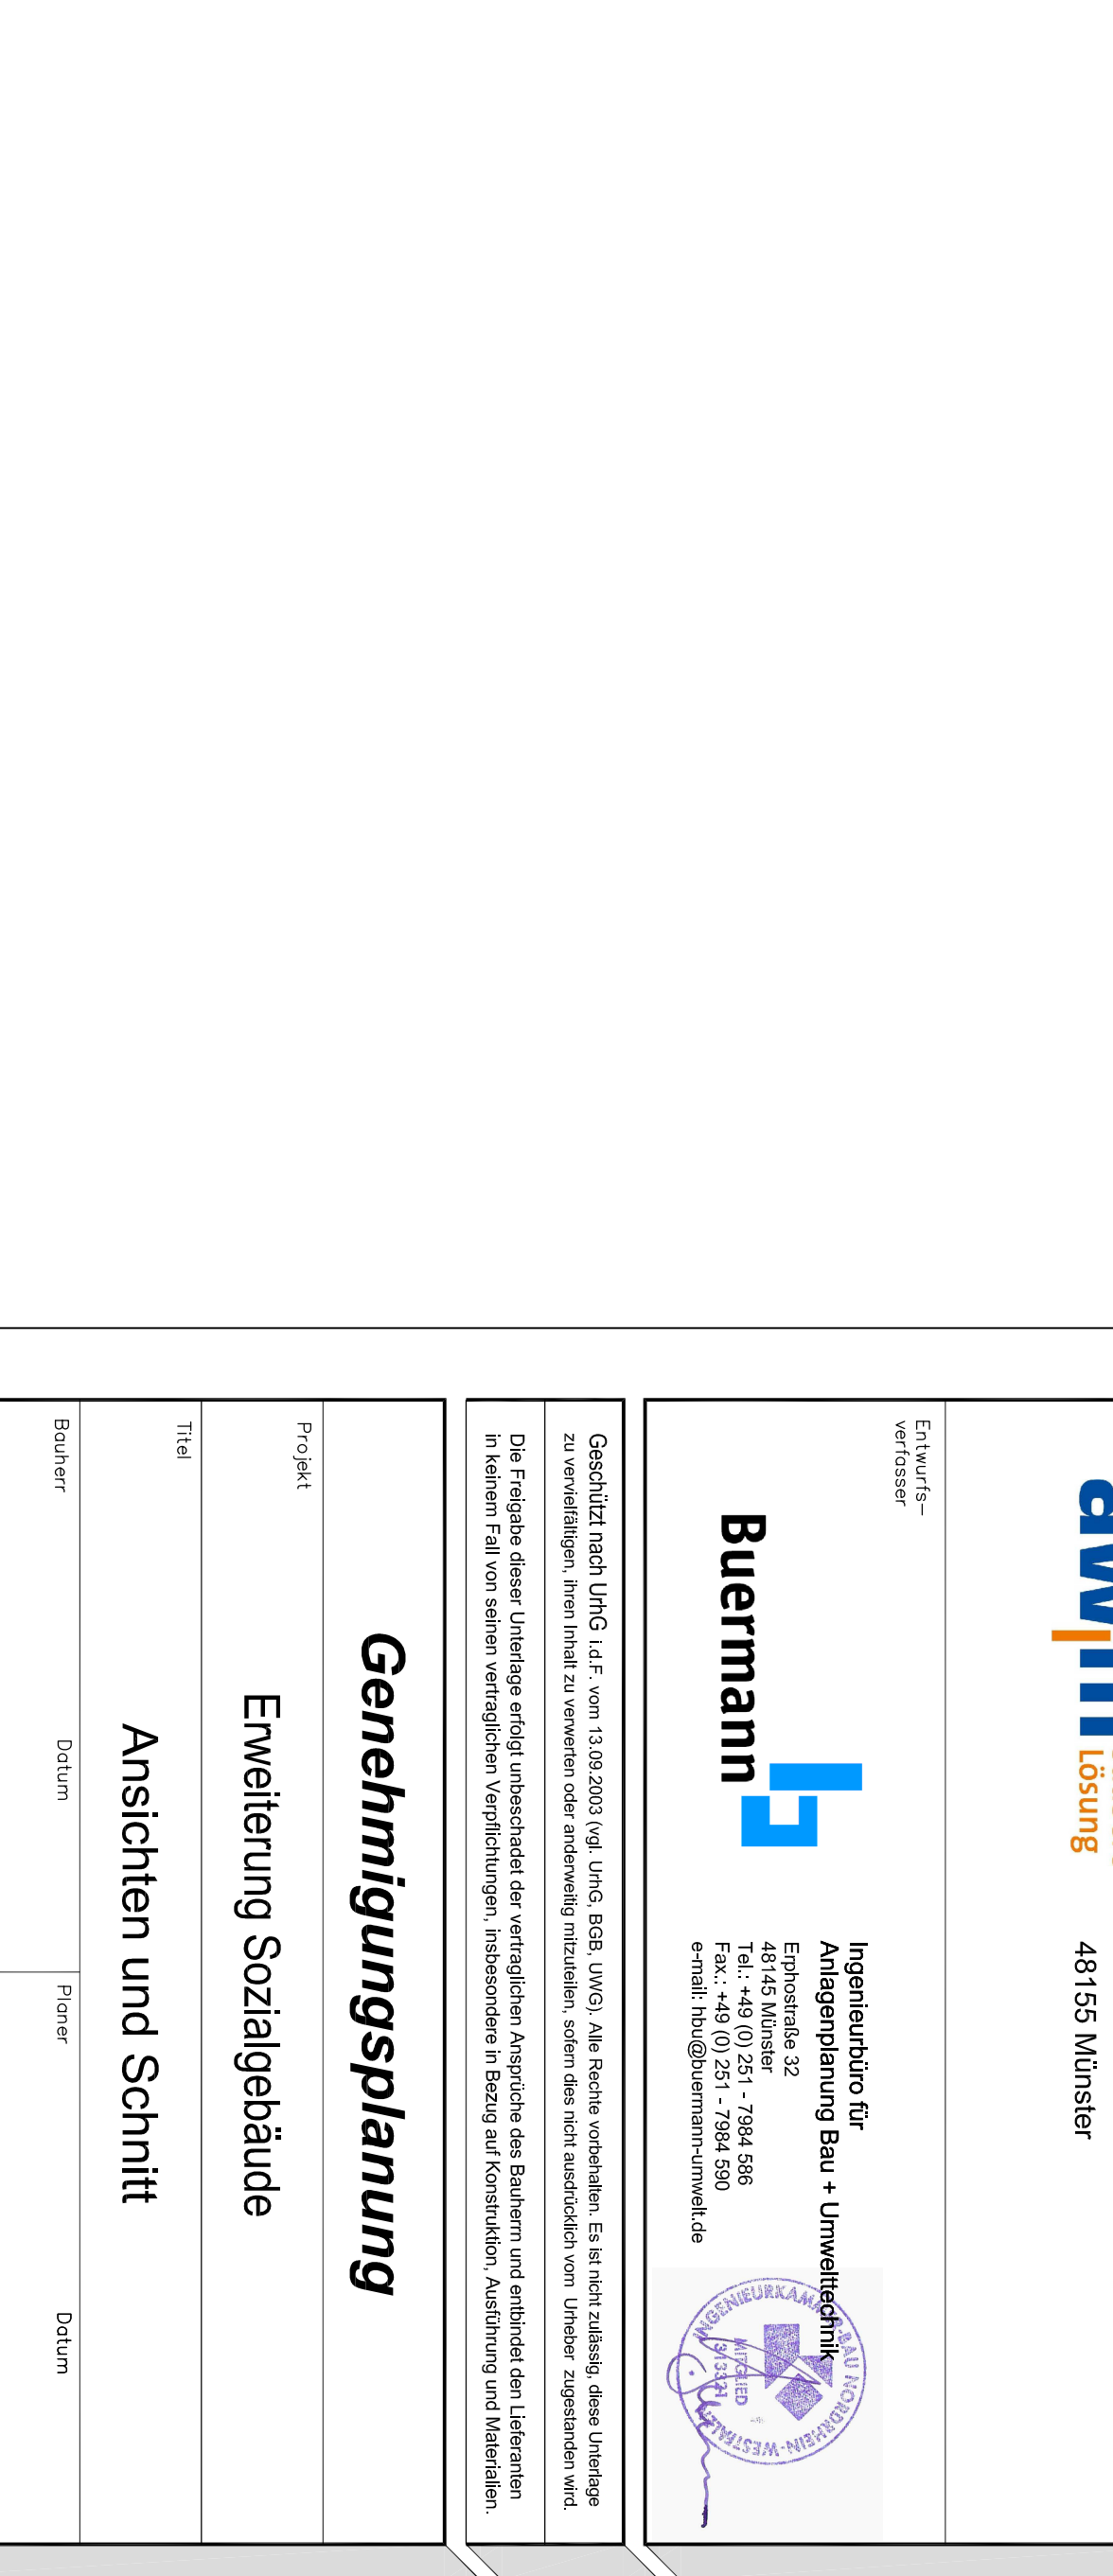 awm
Lösung
48155 Münster
Entwurfs–
verfasser
Buermann
Ingenieurbüro für
Anlagenplanung Bau + Umwelttechnik
Erphostraße 32
48145 Münster
Tel.: +49 (0) 251 - 7984 586
Fax.: +49 (0) 251 - 7984 590
e-mail: hbu@buermann-umwelt.de
INGENIEURKAMMER-BAU NORDRHEIN-WESTFALEN
MITGLIED
313321
Geschützt nach UrhG i.d.F. vom 13.09.2003 (vgl. UrhG, BGB, UWG). Alle Rechte vorbehalten. Es ist nicht zulässig, diese Unterlage
zu vervielfältigen, ihren Inhalt zu verwerten oder anderweitig mitzuteilen, sofern dies nicht ausdrücklich vom Urheber zugestanden wird.
Die Freigabe dieser Unterlage erfolgt unbeschadet der vertraglichen Ansprüche des Bauherrn und entbindet den Lieferanten
in keinem Fall von seinen vertraglichen Verpflichtungen, insbesondere in Bezug auf Konstruktion, Ausführung und Materialien.
Genehmigungsplanung
Projekt
Erweiterung Sozialgebäude
Titel
Ansichten und Schnitt
Bauherr
Datum
Planer
Datum